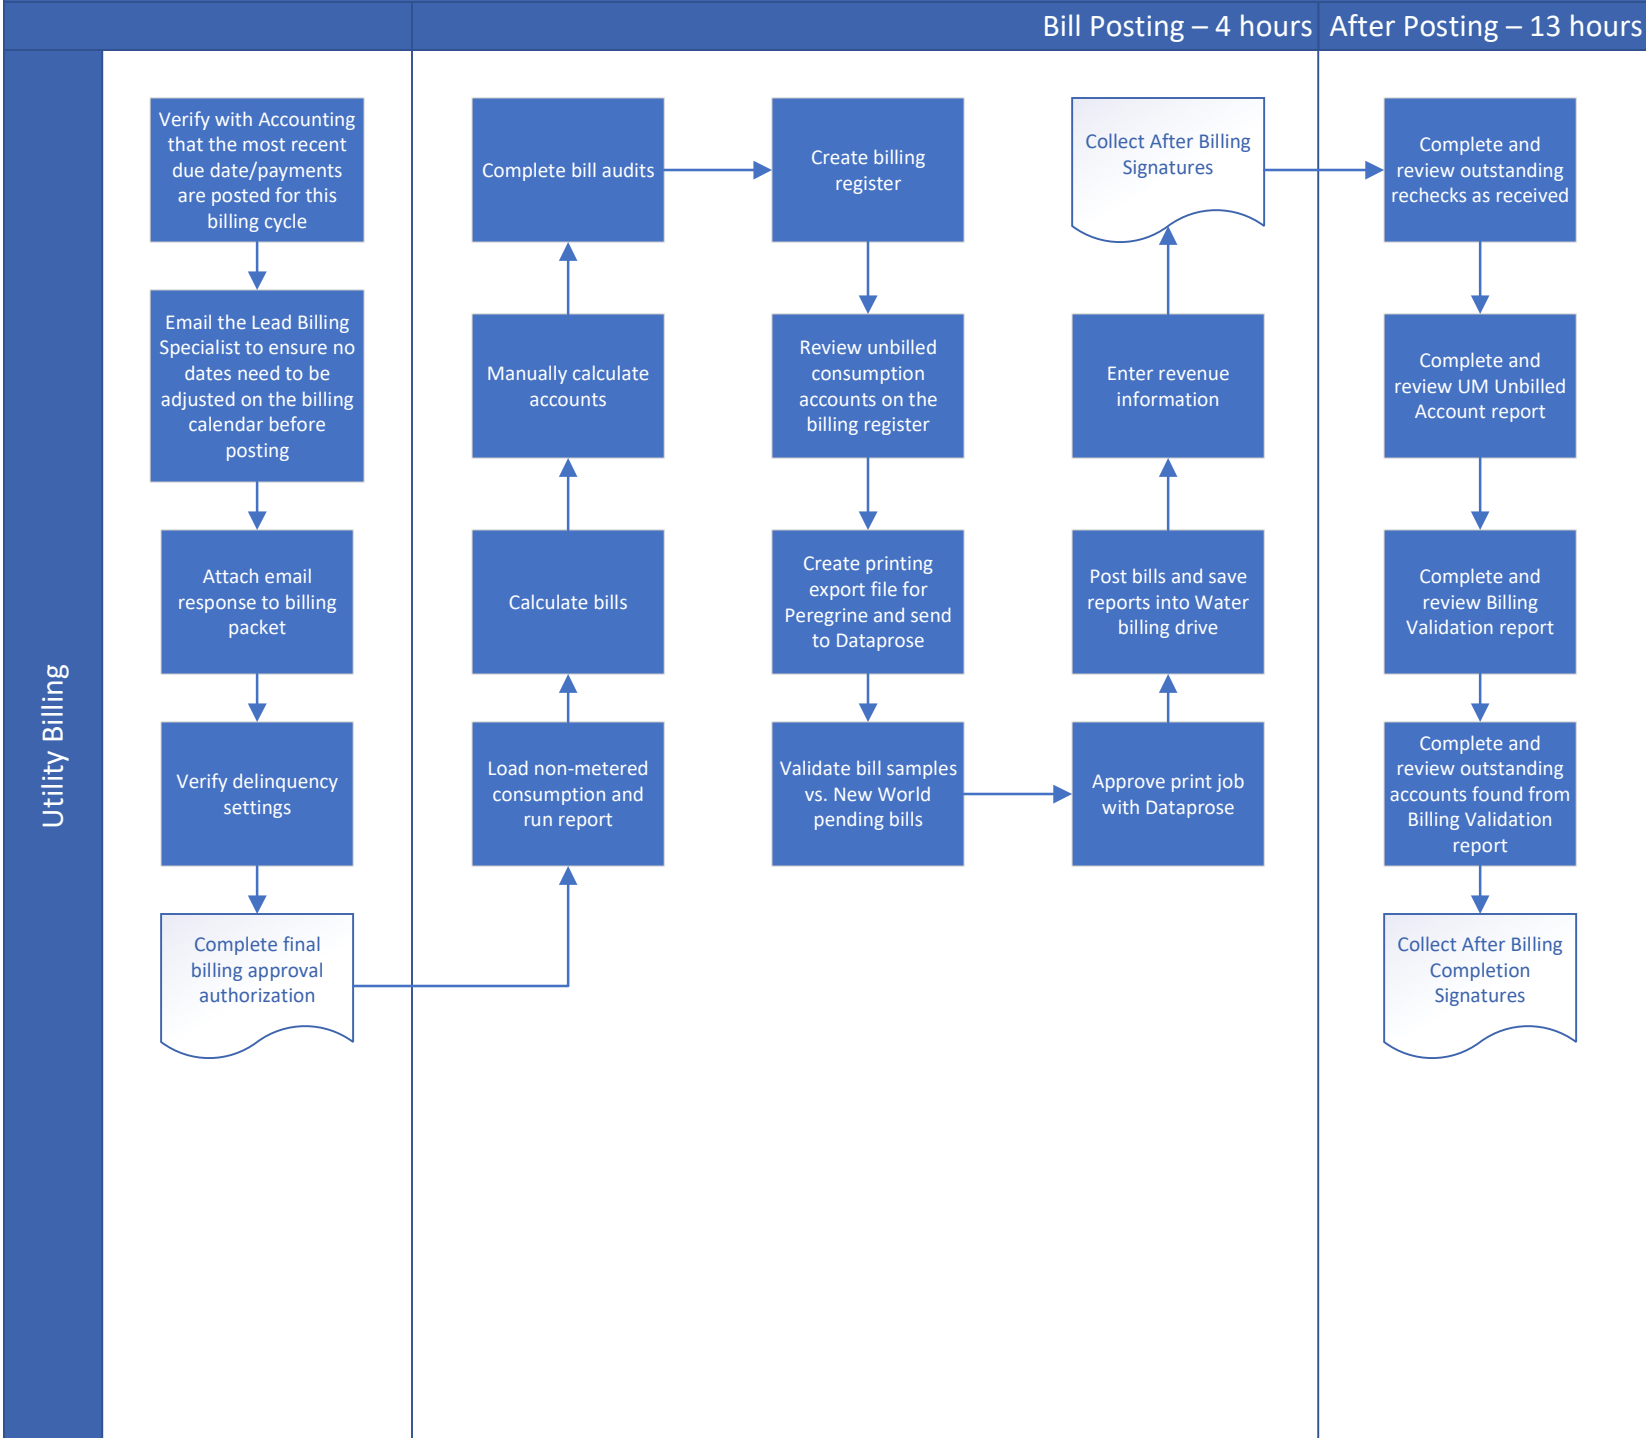 Bill Posting – 4 hours
After Posting – 13 hours
Utility Billing
Verify with Accounting
that the most recent
due date/payments
are posted for this
billing cycle
Email the Lead Billing
Specialist to ensure no
dates need to be
adjusted on the billing
calendar before
posting
Attach email
response to billing
packet
Verify delinquency
settings
Complete final
billing approval
authorization
Load non-metered
consumption and
run report
Calculate bills
Manually calculate
accounts
Complete bill audits
Create billing
register
Review unbilled
consumption
accounts on the
billing register
Create printing
export file for
Peregrine and send
to Dataprose
Validate bill samples
vs. New World
pending bills
Approve print job
with Dataprose
Post bills and save
reports into Water
billing drive
Enter revenue
information
Collect After Billing
Signatures
Complete and
review outstanding
rechecks as received
Complete and
review UM Unbilled
Account report
Complete and
review Billing
Validation report
Complete and
review outstanding
accounts found from
Billing Validation
report
Collect After Billing
Completion
Signatures